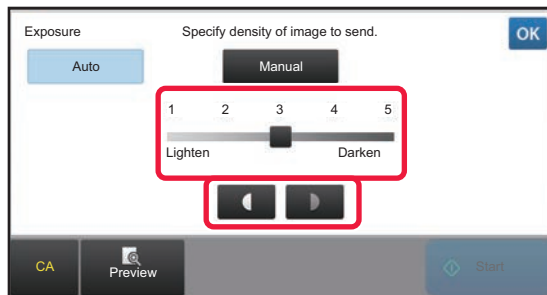 Exposure
Specify density of image to send.
OK
Auto
Manual
1 2 3 4 5
Lighten Darken
CA
Preview
Start